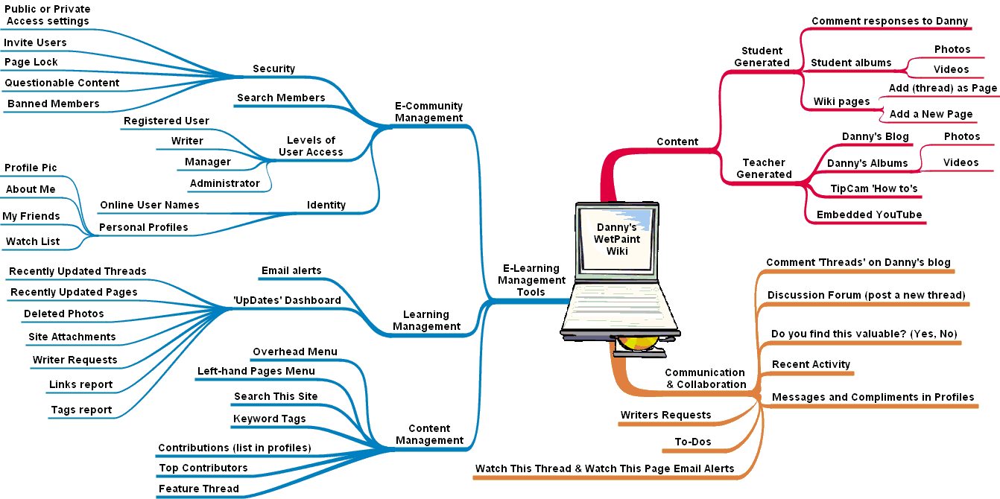 Danny's
WetPaint
Wiki
Content
Student
Generated
Comment responses to Danny
Student albums
Photos
Videos
Wiki pages
Add (thread) as Page
Add a New Page
Teacher
Generated
Danny's Blog
Danny's Albums
Photos
Videos
TipCam 'How to's
Embedded YouTube
Communication
& Collaboration
Comment 'Threads' on Danny's blog
Discussion Forum (post a new thread)
Do you find this valuable? (Yes, No)
Recent Activity
Messages and Compliments in Profiles
Writers Requests
To-Dos
Watch This Thread & Watch This Page Email Alerts
E-Learning
Management
Tools
E-Community
Management
Security
Public or Private
Access settings
Invite Users
Page Lock
Questionable Content
Banned Members
Search Members
Levels of
User Access
Registered User
Writer
Manager
Administrator
Identity
Online User Names
Personal Profiles
Profile Pic
About Me
My Friends
Watch List
Learning
Management
Email alerts
'UpDates' Dashboard
Recently Updated Threads
Recently Updated Pages
Deleted Photos
Site Attachments
Writer Requests
Links report
Tags report
Content
Management
Overhead Menu
Left-hand Pages Menu
Search This Site
Keyword Tags
Contributions (list in profiles)
Top Contributors
Feature Thread